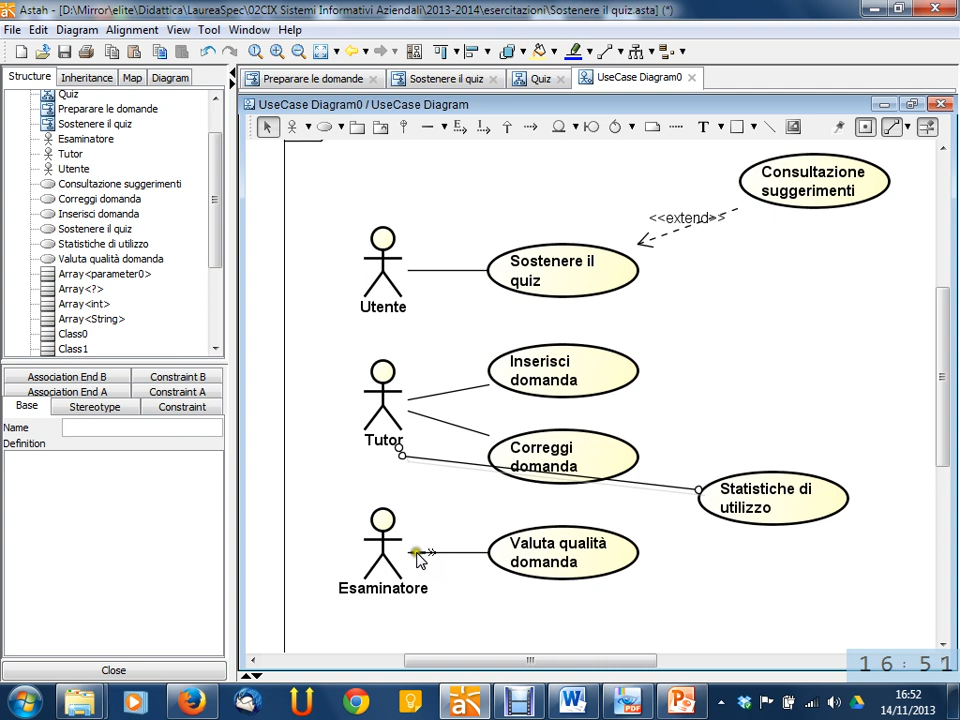 Astah - [D:\Mirror\elite\Didattica\LaureaSpec\02CIX Sistemi Informativi Aziendali\2013-2014\esercitazioni\Sostenere il quiz.asta] (*)
File Edit Diagram Alignment View Tool Window Help
Structure Inheritance Map Diagram
Quiz
Preparare le domande
Sostenere il quiz
Esaminatore
Tutor
Utente
Consultazione suggerimenti
Correggi domanda
Inserisci domanda
Sostenere il quiz
Statistiche di utilizzo
Valuta qualità domanda
Array<parameter0>
Array<?>
Array<int>
Array<String>
Class0
Class1
Association End B Constraint B
Association End A Constraint A
Base Stereotype Constraint
Name
Definition
Close
Preparare le domande Sostenere il quiz Quiz UseCase Diagram0
UseCase Diagram0 / UseCase Diagram
T
Consultazione
suggerimenti
<<extend>>
Sostenere il
quiz
Utente
Inserisci
domanda
Tutor
Correggi
domanda
Statistiche di
utilizzo
Valuta qualità
domanda
Esaminatore
16:51
16:52
14/11/2013